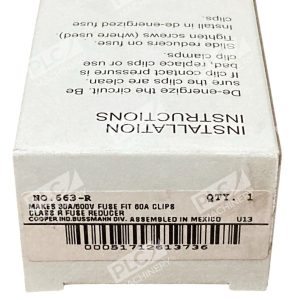 INSTALLATION
INSTRUCTIONS
De-energize the circuit. Be
sure the clips are clean.
If clip contact pressure is
bad, replace clips or use
clip clamps.
Slide reducers on fuse.
Tighten screws (where used)
Install in de-energized fuse
clips.
NO.663-R QTY. 1
MAKES 30A/600V FUSE FIT 60A CLIPS
CLASS R FUSE REDUCER
COOPER IND. BUSSMANN DIV. ASSEMBLED IN MEXICO U13
00051712613736
PLC
MACHINERY